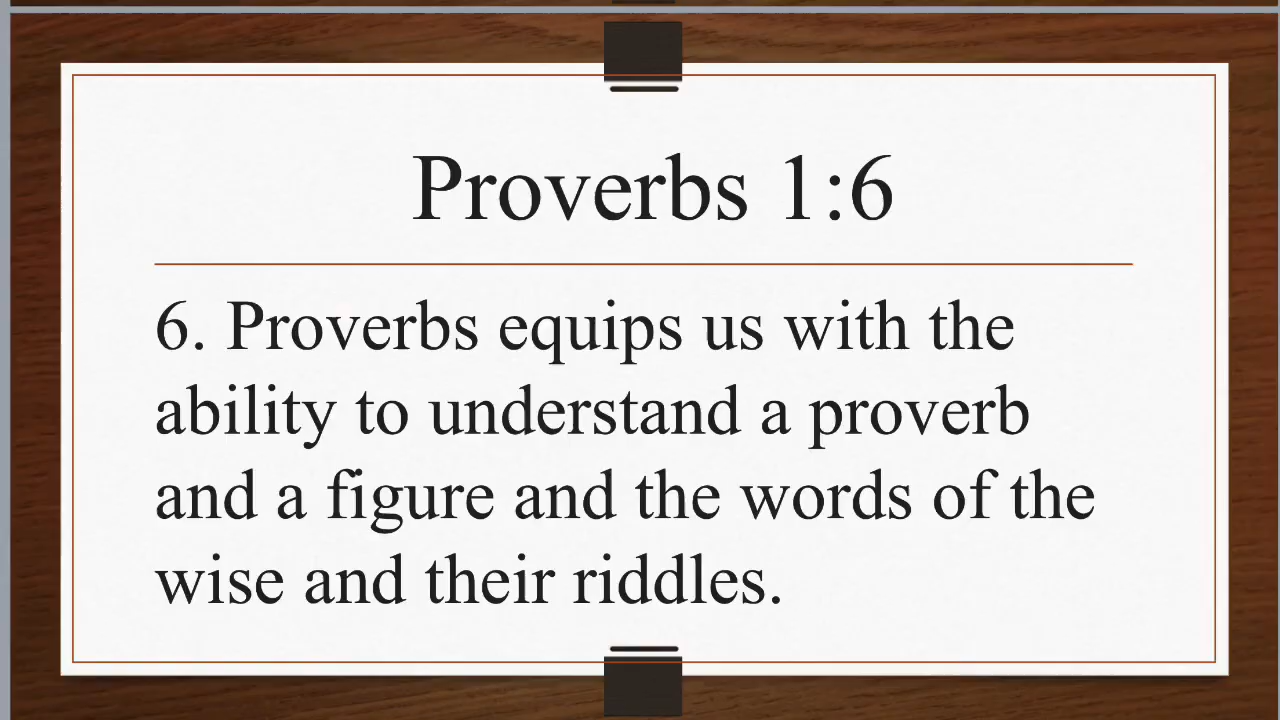 Proverbs 1:6
6. Proverbs equips us with the
ability to understand a proverb
and a figure and the words of the
wise and their riddles.